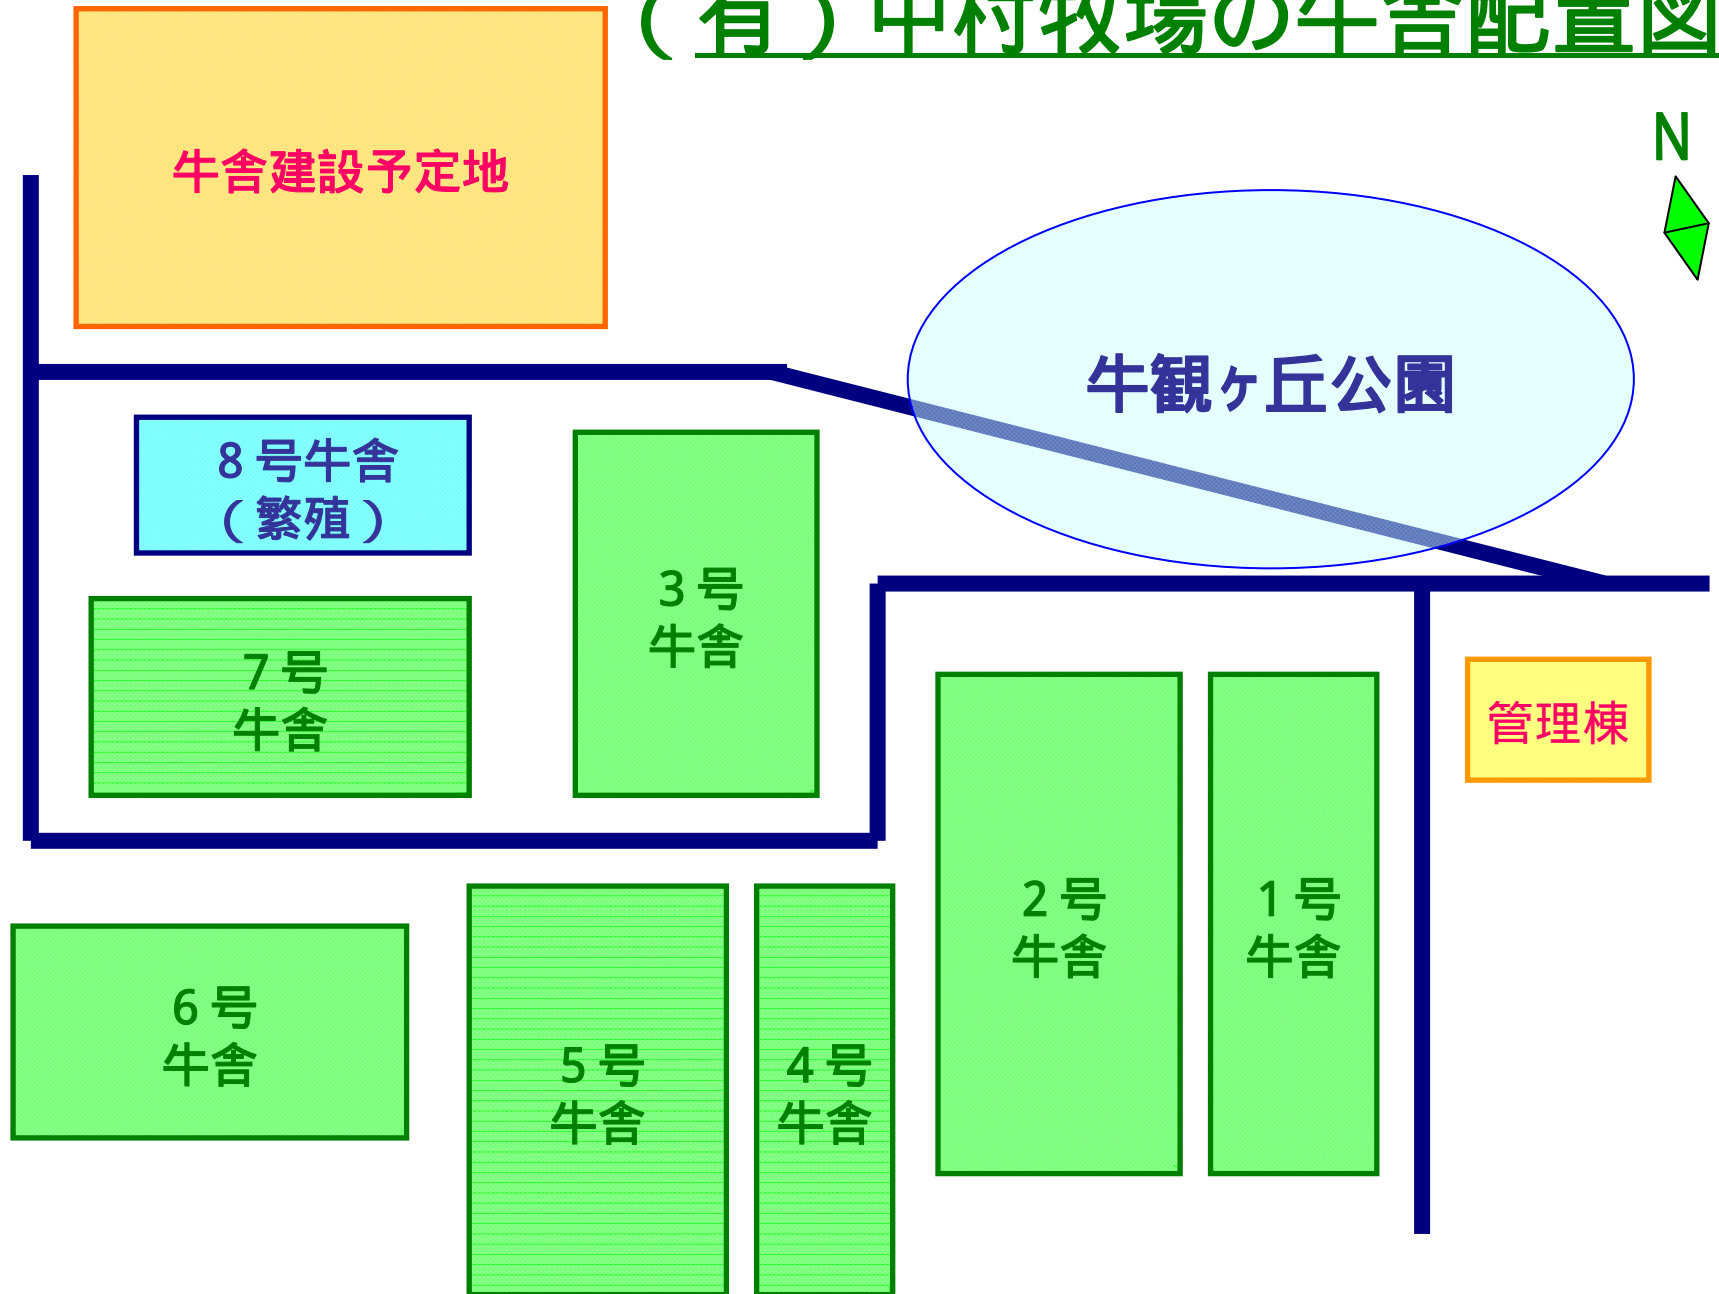 （有）中村牧場の牛舎配置図
N
牛舎建設予定地
牛観ヶ丘公園
８号牛舎
（繁殖）
３号
牛舎
７号
牛舎
管理棟
２号
牛舎
１号
牛舎
６号
牛舎
５号
牛舎
４号
牛舎